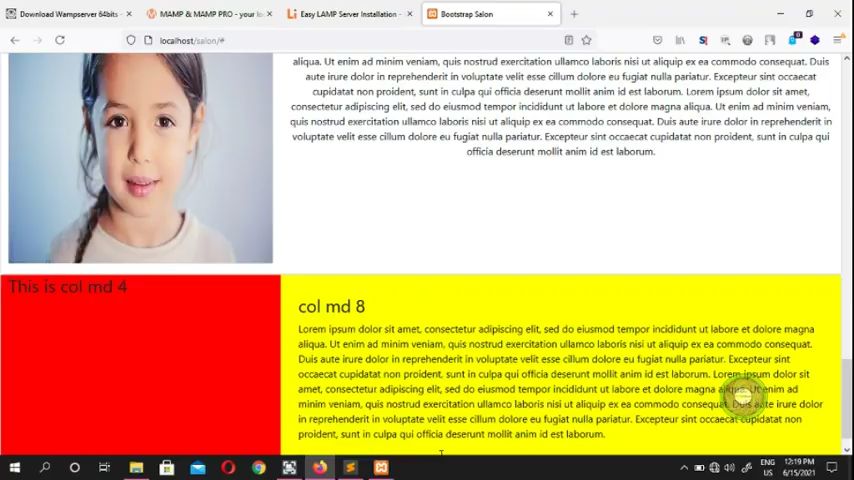 Download Wampserver 64bits -
MAMP & MAMP PRO - your lo
Easy LAMP Server Installation -
Bootstrap Salon
localhost/salon/#
aliqua. Ut enim ad minim veniam, quis nostrud exercitation ullamco laboris nisi ut aliquip ex ea commodo consequat. Duis
aute irure dolor in reprehenderit in voluptate velit esse cillum dolore eu fugiat nulla pariatur. Excepteur sint occaecat
cupidatat non proident, sunt in culpa qui officia deserunt mollit anim id est laborum. Lorem ipsum dolor sit amet,
consectetur adipiscing elit, sed do eiusmod tempor incididunt ut labore et dolore magna aliqua. Ut enim ad minim
veniam, quis nostrud exercitation ullamco laboris nisi ut aliquip ex ea commodo consequat. Duis aute irure dolor in
reprehenderit in voluptate velit esse cillum dolore eu fugiat nulla pariatur. Excepteur sint occaecat cupidatat non proident, sunt in culpa qui
officia deserunt mollit anim id est laborum.
This is col md 4
col md 8
Lorem ipsum dolor sit amet, consectetur adipiscing elit, sed do eiusmod tempor incididunt ut labore et dolore magna
aliqua. Ut enim ad minim veniam, quis nostrud exercitation ullamco laboris nisi ut aliquip ex ea commodo consequat.
Duis aute irure dolor in reprehenderit in voluptate velit esse cillum dolore eu fugiat nulla pariatur. Excepteur sint
occaecat cupidatat non proident, sunt in culpa qui officia deserunt mollit anim id est laborum. Lorem ipsum dolor sit
amet, consectetur adipiscing elit, sed do eiusmod tempor incididunt ut labore et dolore magna aliqua. Ut enim ad
minim veniam, quis nostrud exercitation ullamco laboris nisi ut aliquip ex ea commodo consequat. Duis aute irure dolor
in reprehenderit in voluptate velit esse cillum dolore eu fugiat nulla pariatur. Excepteur sint occaecat cupidatat non
proident, sunt in culpa qui officia deserunt mollit anim id est laborum.
ENG
US
12:19 PM
6/15/2021